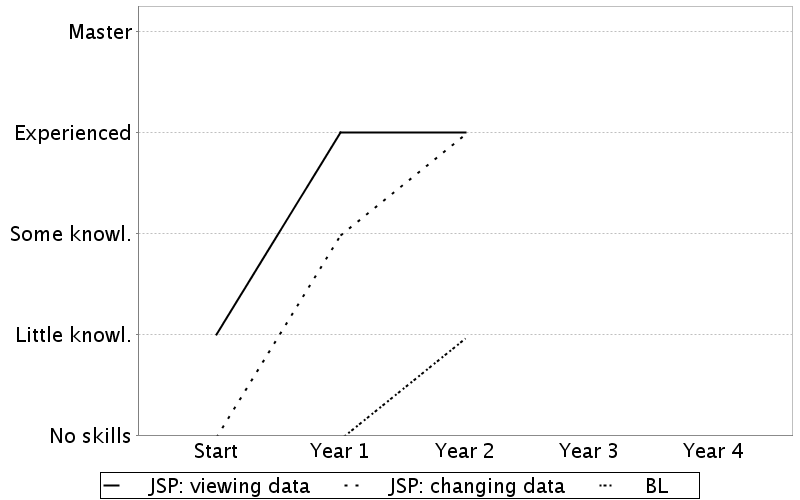 Master
Experienced
Some knowl.
Little knowl.
No skills
Start Year 1 Year 2 Year 3 Year 4
JSP: viewing data JSP: changing data BL